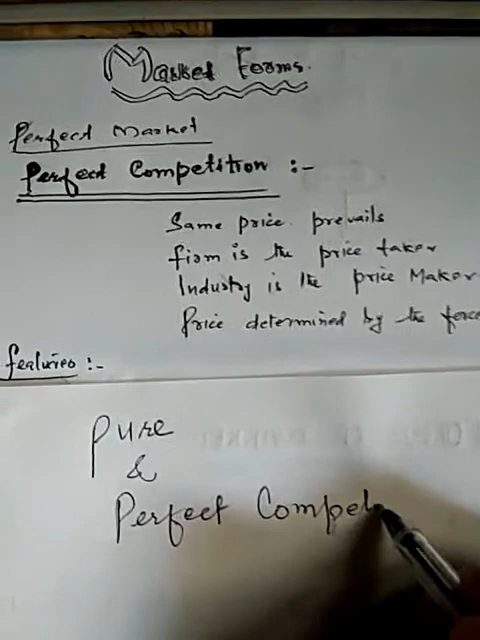 Market Forms.
Perfect Market
Perfect Competition :-
Same price prevails
firm is the price taker
Industry is the price Maker
Price determined by the force
features :-
Pure
&
Perfect Compet